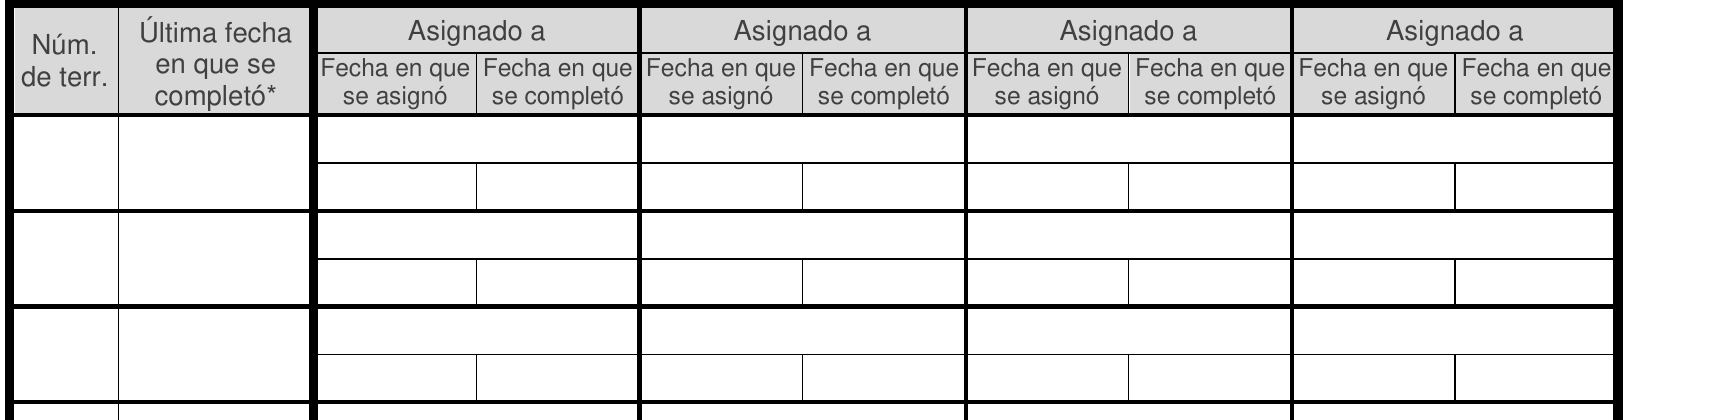 Núm.
de terr.
Última fecha
en que se
completó*
Asignado a
Fecha en que
se asignó
Fecha en que
se completó
Asignado a
Fecha en que
se asignó
Fecha en que
se completó
Asignado a
Fecha en que
se asignó
Fecha en que
se completó
Asignado a
Fecha en que
se asignó
Fecha en que
se completó